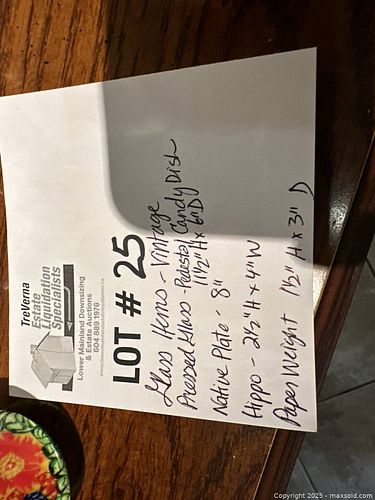 TreVema
Estate
Liquidation
Specialists
Lower Mainland Downsizing
& Estate Auctions
604 889 1976
LOT # 25
Glass Items - Vintage
Pressed Glass Pedestal Candy Dish
11½" H x 6" D
Native Plate - 8"
Hippo - 2½" H x 4" W
Paper Weight 1½" H x 3" D
Copyright 2025 - maxsold.com